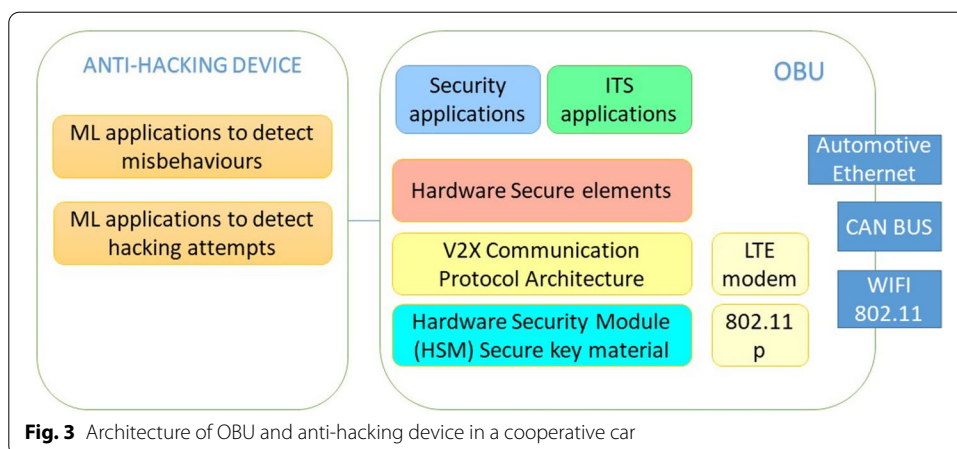 ANTI-HACKING DEVICE
ML applications to detect
misbehaviours
ML applications to detect
hacking attempts
OBU
Security
applications
ITS
applications
Hardware Secure elements
V2X Communication
Protocol Architecture
LTE
modem
Hardware Security Module
(HSM) Secure key material
802.11
p
Automotive
Ethernet
CAN BUS
WIFI
802.11
Fig. 3 Architecture of OBU and anti-hacking device in a cooperative car